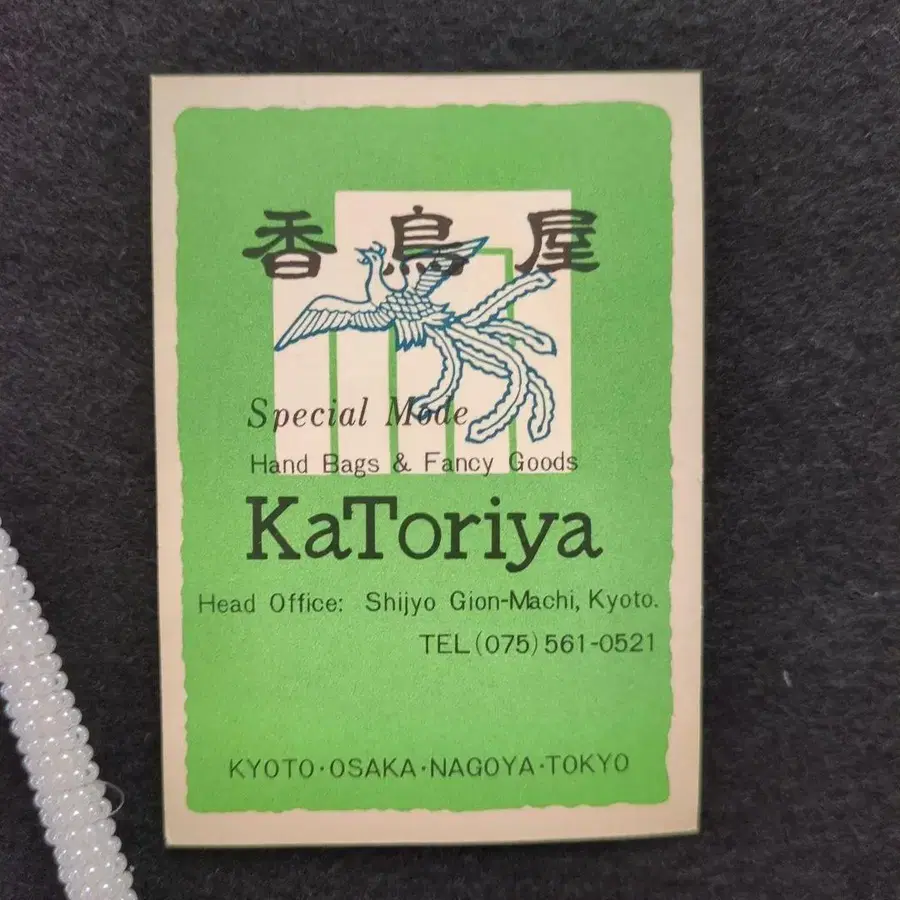 香鳥屋
Special Mode
Hand Bags & Fancy Goods
KaToriya
Head Office: Shijyo Gion-Machi, Kyoto.
TEL(075)561-0521
KYOTO·OSAKA·NAGOYA·TOKYO